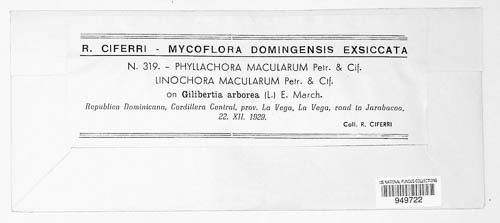 R. CIFERRI - MYCOFLORA DOMINGENSIS EXSICCATA
N. 319. - PHYLLACHORA MACULARUM Petr. & Cif.
LINOCHORA MACULARUM Petr. & Cif.
on Gilibertia arborea (L.) E. March.
Republica Dominicana, Cordillera Central, prov. La Vega, La Vega, road to Jarabacoa,
22. XII. 1929.
Coll. R. CIFERRI
US NATIONAL FUNGUS COLLECTIONS
949722